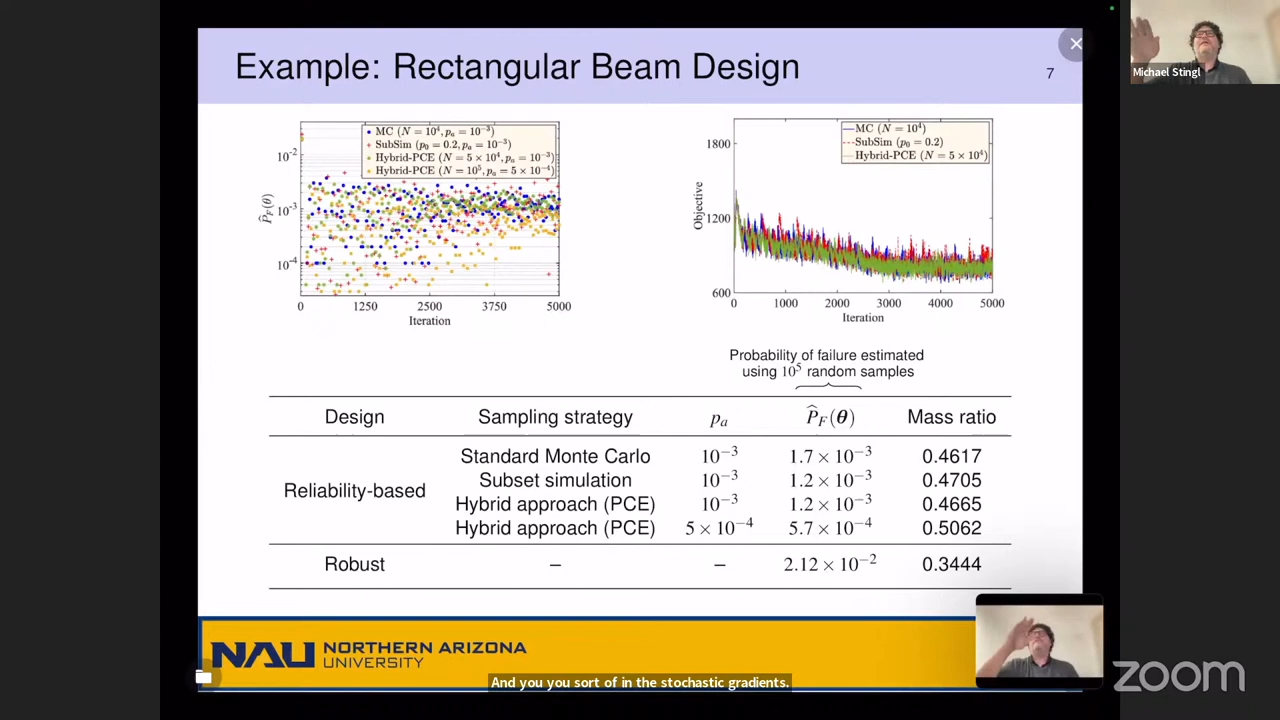 Example: Rectangular Beam Design
7
Michael Stingl
MC (N = 10⁴, pₐ = 10⁻³)
SubSim (p₀ = 0.2, pₐ = 10⁻³)
Hybrid-PCE (N = 5 × 10⁴, pₐ = 10⁻³)
Hybrid-PCE (N = 10⁵, pₐ = 5 × 10⁻⁴)
10⁻²
10⁻³
10⁻⁴
P̂_F(θ)
0 1250 2500 3750 5000
Iteration
MC (N = 10⁴)
SubSim (p₀ = 0.2)
Hybrid-PCE (N = 5 × 10⁴)
1800
1200
600
Objective
0 1000 2000 3000 4000 5000
Iteration
Probability of failure estimated
using 10⁵ random samples
Design Sampling strategy pₐ P̂_F(θ) Mass ratio
Standard Monte Carlo 10⁻³ 1.7 × 10⁻³ 0.4617
Subset simulation 10⁻³ 1.2 × 10⁻³ 0.4705
Reliability-based
Hybrid approach (PCE) 10⁻³ 1.2 × 10⁻³ 0.4665
Hybrid approach (PCE) 5 × 10⁻⁴ 5.7 × 10⁻⁴ 0.5062
Robust – – 2.12 × 10⁻² 0.3444
NAU NORTHERN ARIZONA
UNIVERSITY
And you you sort of in the stochastic gradients.
zoom